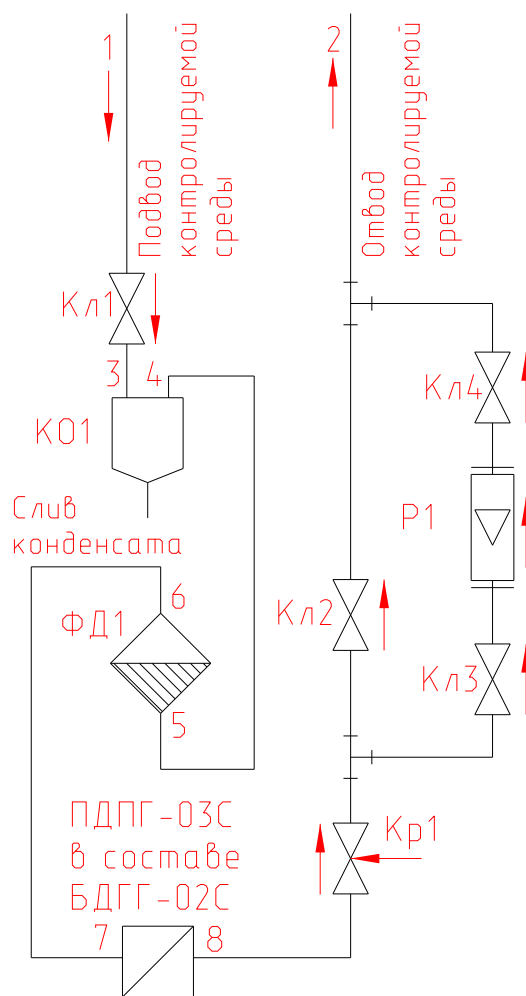 1
2
Подвод
контролируемой
среды
Отвод
контролируемой
среды
Кл1
3
4
КО1
Кл4
Р1
Слив
конденсата
6
ФД1
Кл2
Кл3
5
ПДПГ-03С
в составе
БДГГ-02С
Кр1
7
8